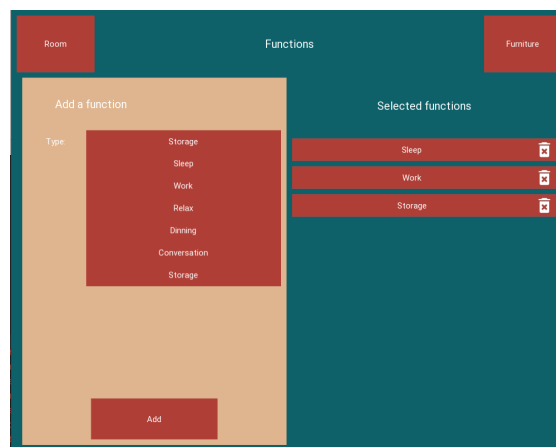 Room
Functions
Furniture
Add a function
Type
Storage
Sleep
Work
Relax
Dinning
Conversation
Storage
Add
Selected functions
Sleep
Work
Storage